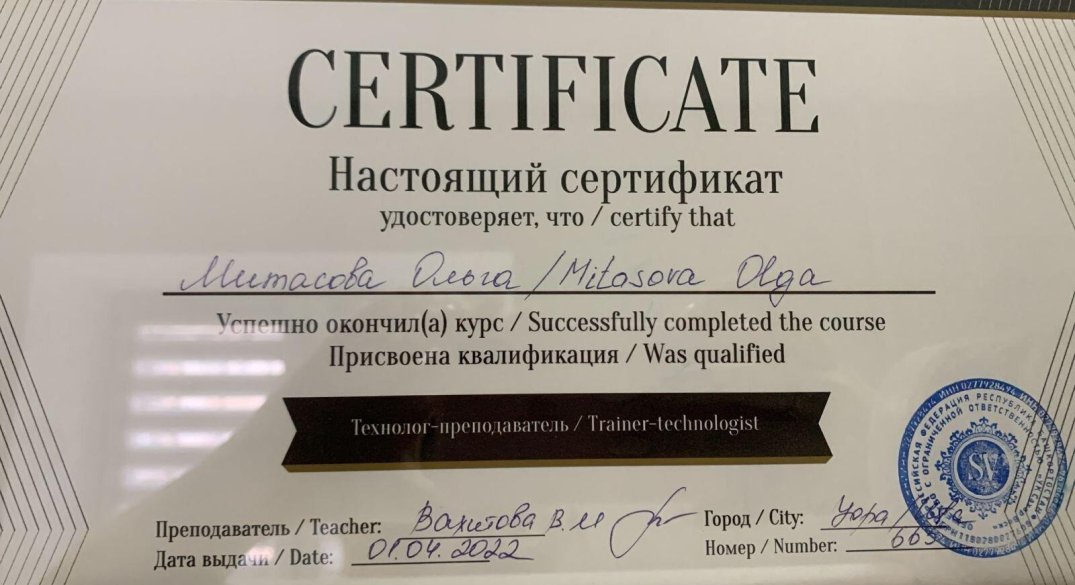 CERTIFICATE
Настоящий сертификат
удостоверяет, что / certify that
Митасова Ольга / Mitasova Olga
Успешно окончил(а) курс / Successfully completed the course
Присвоена квалификация / Was qualified
Технолог-преподаватель / Trainer-technologist
Преподаватель / Teacher: Вахитова В.М
Город / City: Уфа /
Дата выдачи / Date: 01.04.2022
Номер / Number:
SV